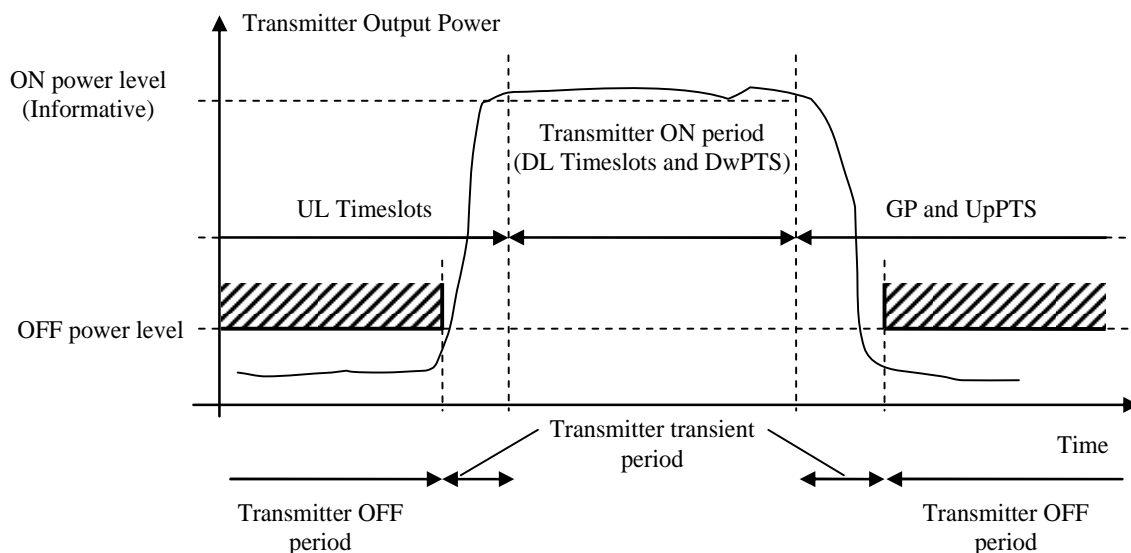 Transmitter Output Power
ON power level
(Informative)
Transmitter ON period
(DL Timeslots and DwPTS)
UL Timeslots
GP and UpPTS
OFF power level
Transmitter transient
period
Time
Transmitter OFF
period
Transmitter OFF
period